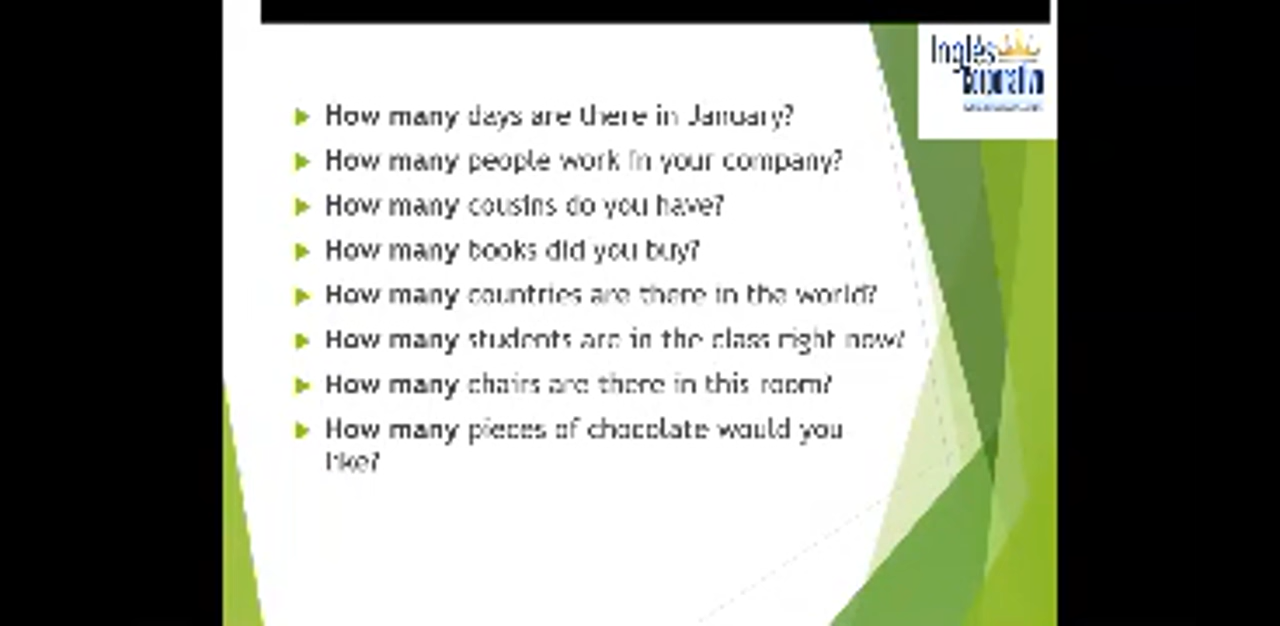 Inglés
Corporativo
How many days are there in January?
How many people work in your company?
How many cousins do you have?
How many books did you buy?
How many countries are there in the world?
How many students are in the class right now?
How many chairs are there in this room?
How many pieces of chocolate would you
like?